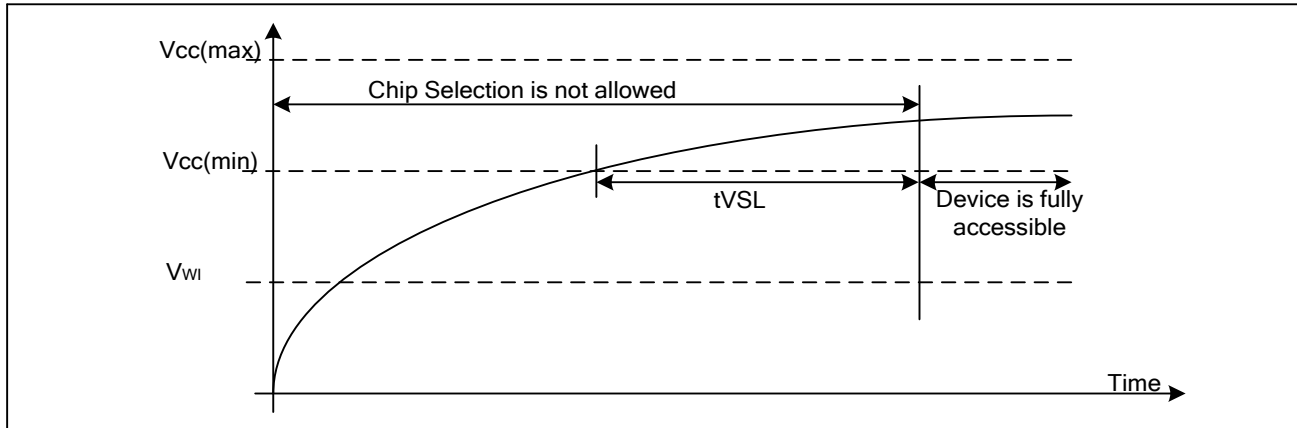 Vcc(max)
Chip Selection is not allowed
Vcc(min)
tVSL
Device is fully
accessible
VWI
Time